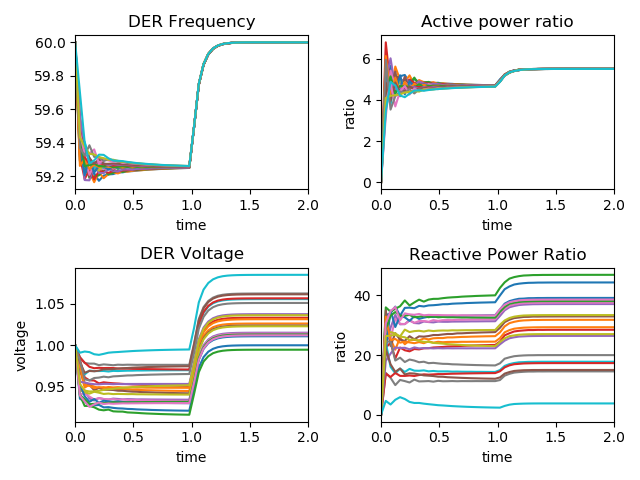 DER Frequency
60.0
59.8
59.6
59.4
59.2
0.0 0.5 1.0 1.5 2.0
time
Active power ratio
ratio
6
4
2
0
0.0 0.5 1.0 1.5 2.0
time
DER Voltage
voltage
1.05
1.00
0.95
0.0 0.5 1.0 1.5 2.0
time
Reactive Power Ratio
ratio
40
20
0
0.0 0.5 1.0 1.5 2.0
time